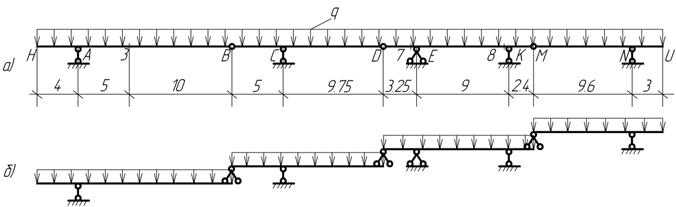 q
H A 3 B C D 7 E 8 K M N U
а)
4 5 10 5 9.75 3.25 9 2.4 9.6 3
б)